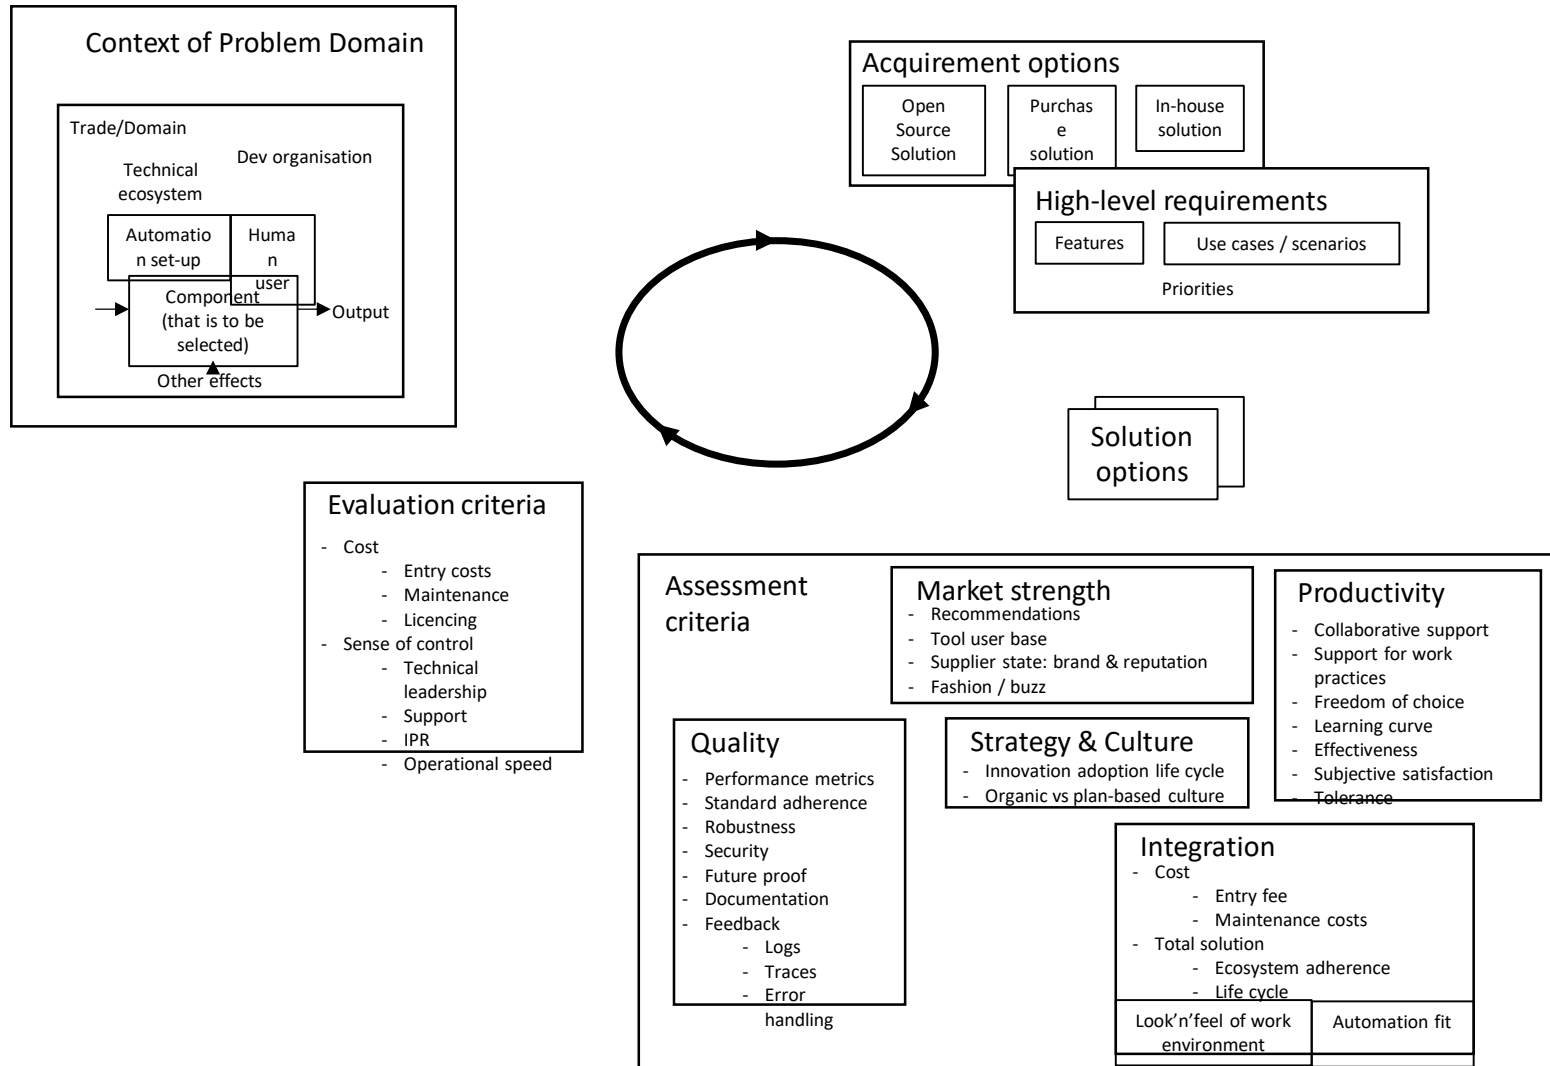 Context of Problem Domain
Trade/Domain
Dev organisation
Technical
ecosystem
Automatio
n set-up
Huma
n
user
Component
(that is to be
selected)
Output
Other effects
Acquirement options
Open
Source
Solution
Purchas
e
solution
In-house
solution
High-level requirements
Features
Use cases / scenarios
Priorities
Solution
options
Evaluation criteria
- Cost
- Entry costs
- Maintenance
- Licencing
- Sense of control
- Technical
leadership
- Support
- IPR
- Operational speed
Assessment
criteria
Market strength
- Recommendations
- Tool user base
- Supplier state: brand & reputation
- Fashion / buzz
Productivity
- Collaborative support
- Support for work
practices
- Freedom of choice
- Learning curve
- Effectiveness
- Subjective satisfaction
- Tolerance
Quality
- Performance metrics
- Standard adherence
- Robustness
- Security
- Future proof
- Documentation
- Feedback
- Logs
- Traces
- Error
handling
Strategy & Culture
- Innovation adoption life cycle
- Organic vs plan-based culture
Integration
- Cost
- Entry fee
- Maintenance costs
- Total solution
- Ecosystem adherence
- Life cycle
Look’n’feel of work
environment
Automation fit